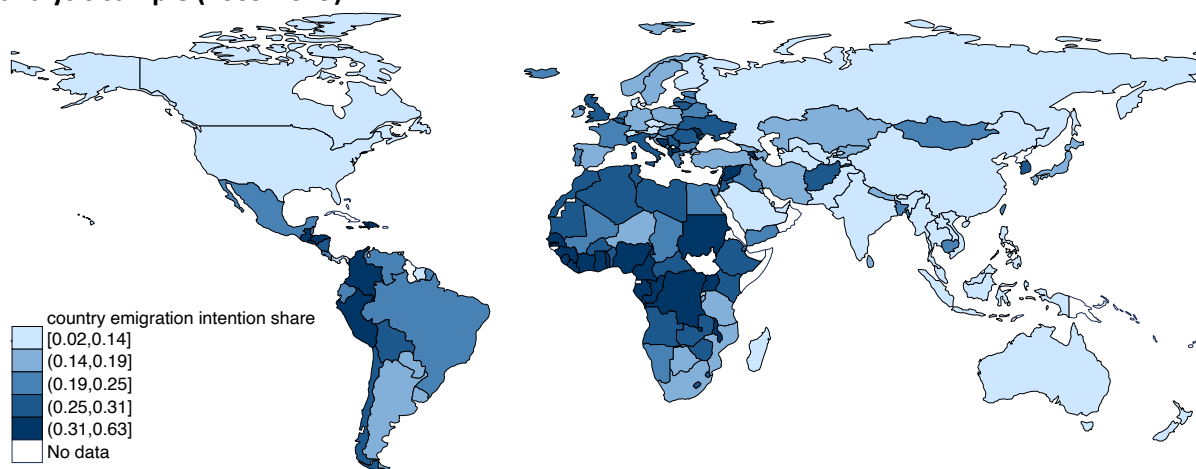 country emigration intention share
[0.02,0.14]
(0.14,0.19]
(0.19,0.25]
(0.25,0.31]
(0.31,0.63]
No data